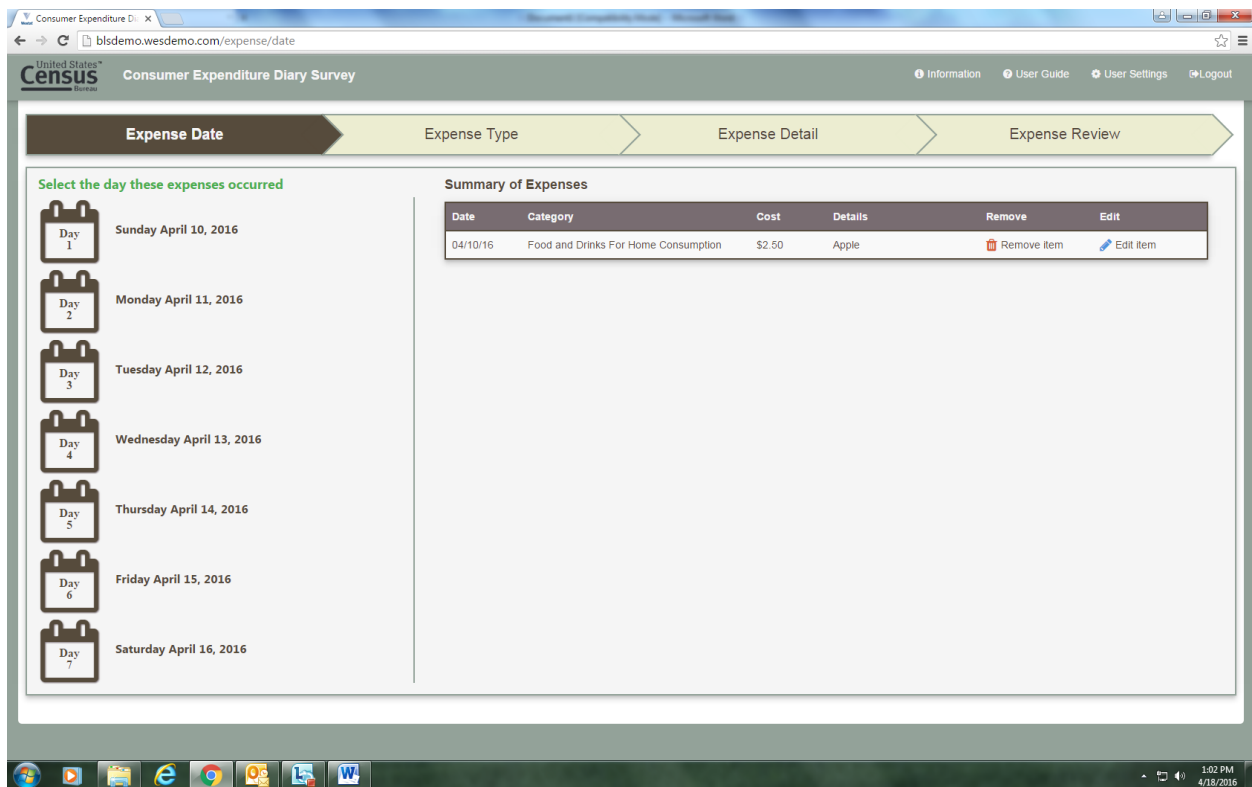 Consumer Expenditure Di
blsdemo.wesdemo.com/expense/date
United States™
Census
Bureau
Consumer Expenditure Diary Survey
Information
User Guide
User Settings
Logout
Expense Date
Expense Type
Expense Detail
Expense Review
Select the day these expenses occurred
Day
1
Sunday April 10, 2016
Day
2
Monday April 11, 2016
Day
3
Tuesday April 12, 2016
Day
4
Wednesday April 13, 2016
Day
5
Thursday April 14, 2016
Day
6
Friday April 15, 2016
Day
7
Saturday April 16, 2016
Summary of Expenses
Date Category Cost Details Remove Edit
04/10/16 Food and Drinks For Home Consumption $2.50 Apple Remove item Edit item
1:02 PM
4/18/2016